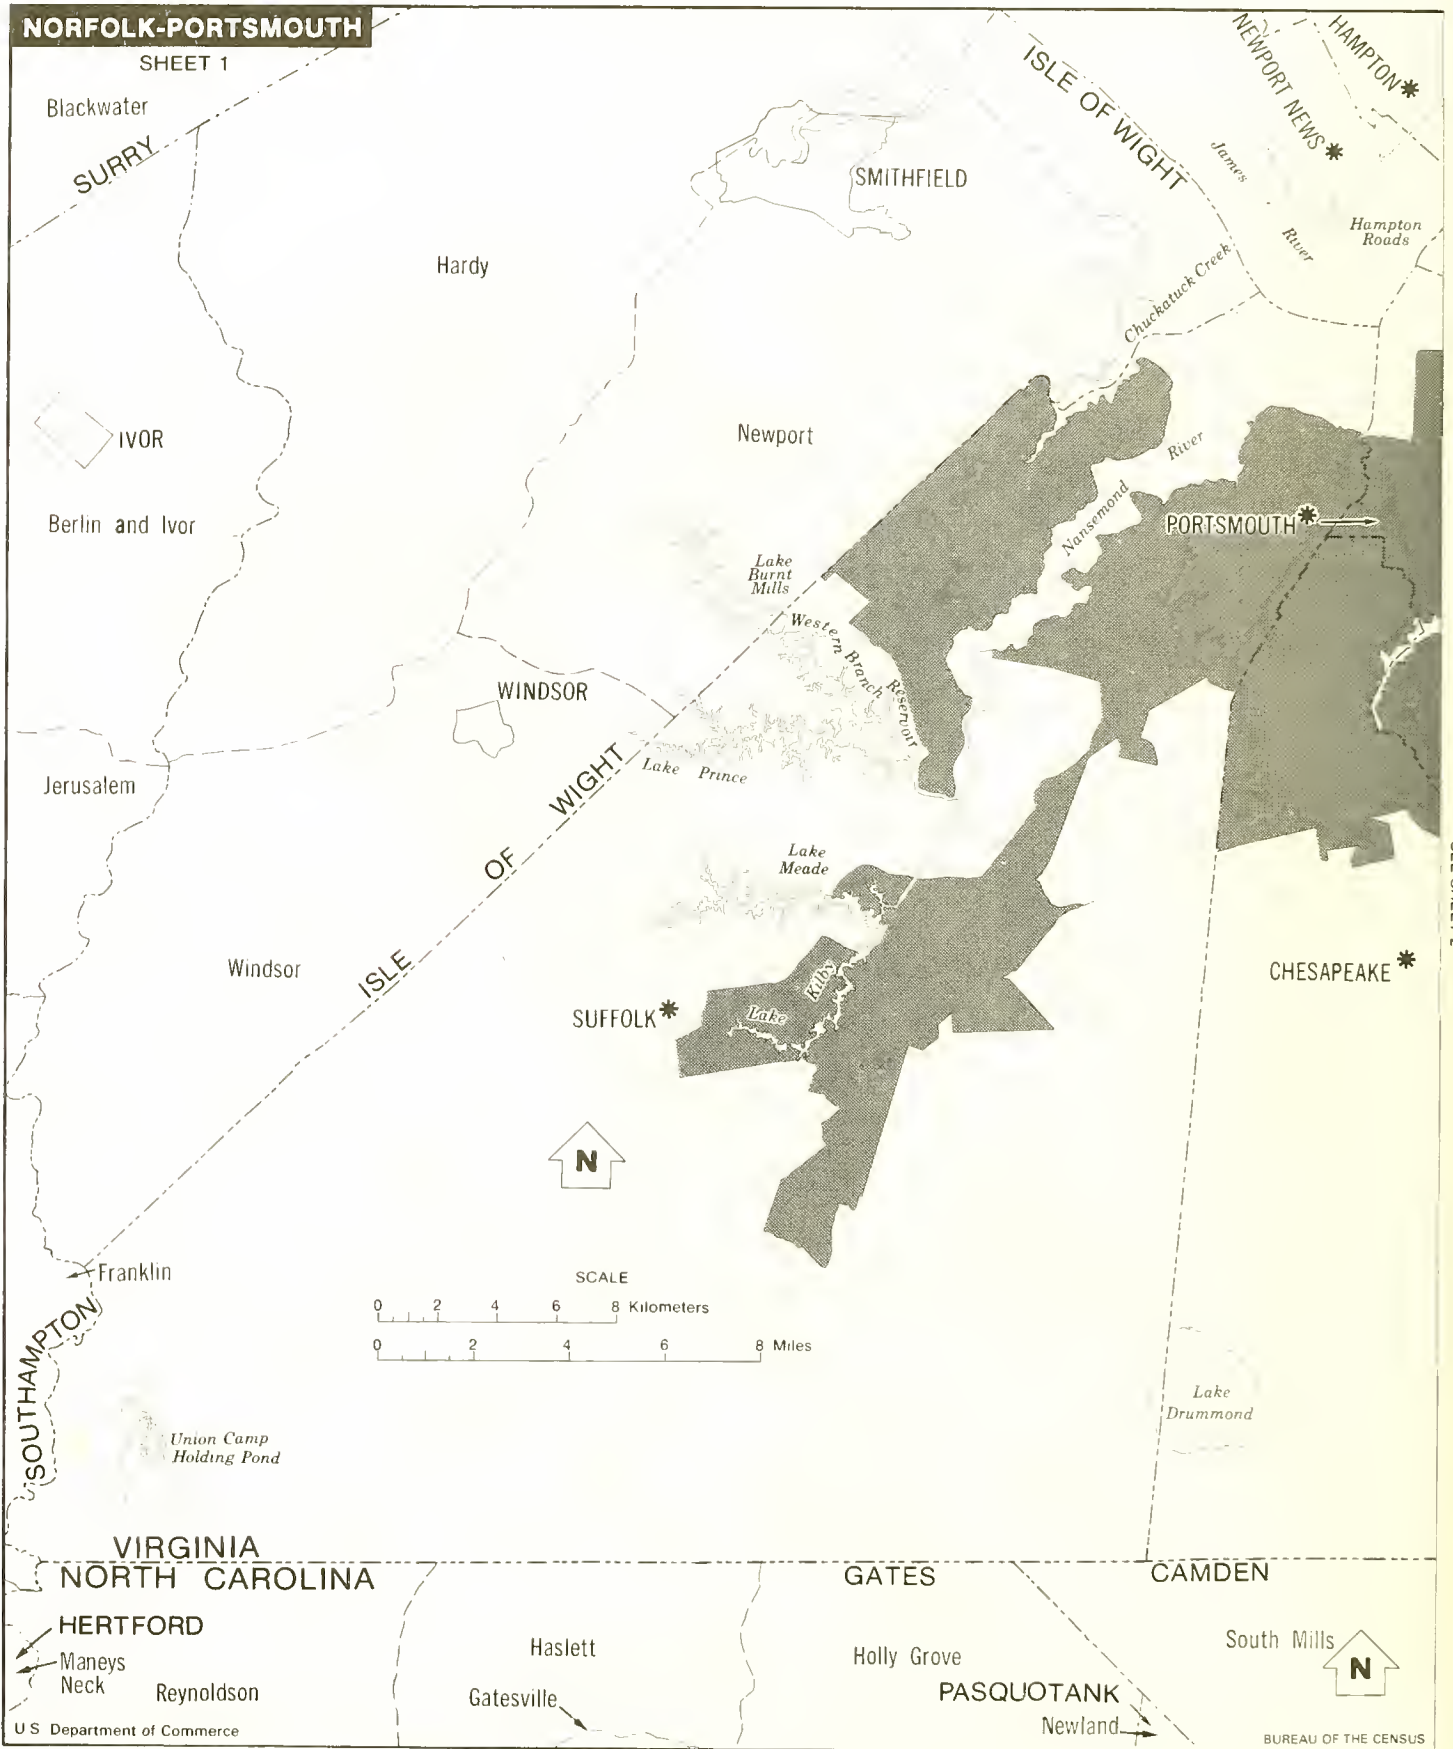 NORFOLK-PORTSMOUTH
SHEET 1
Blackwater
SURRY
ISLE OF WIGHT
NEWPORT NEWS
HAMPTON
SMITHFIELD
James
River
Hampton
Roads
Hardy
Chuckatuck Creek
IVOR
Newport
River
Nansemond
PORTSMOUTH
Berlin and Ivor
Lake
Burnt
Mills
Western Branch
Reservoir
WINDSOR
Lake Prince
Jerusalem
ISLE OF WIGHT
Lake
Meade
Windsor
Lake Kilby
SUFFOLK
CHESAPEAKE
N
Franklin
SCALE
0 2 4 6 8 Kilometers
0 2 4 6 8 Miles
SOUTHAMPTON
Lake
Drummond
Union Camp
Holding Pond
VIRGINIA
NORTH CAROLINA
GATES
CAMDEN
HERTFORD
Maneys
Neck
Reynoldson
Haslett
Gatesville
Holly Grove
South Mills
N
PASQUOTANK
Newland
U S Department of Commerce
BUREAU OF THE CENSUS